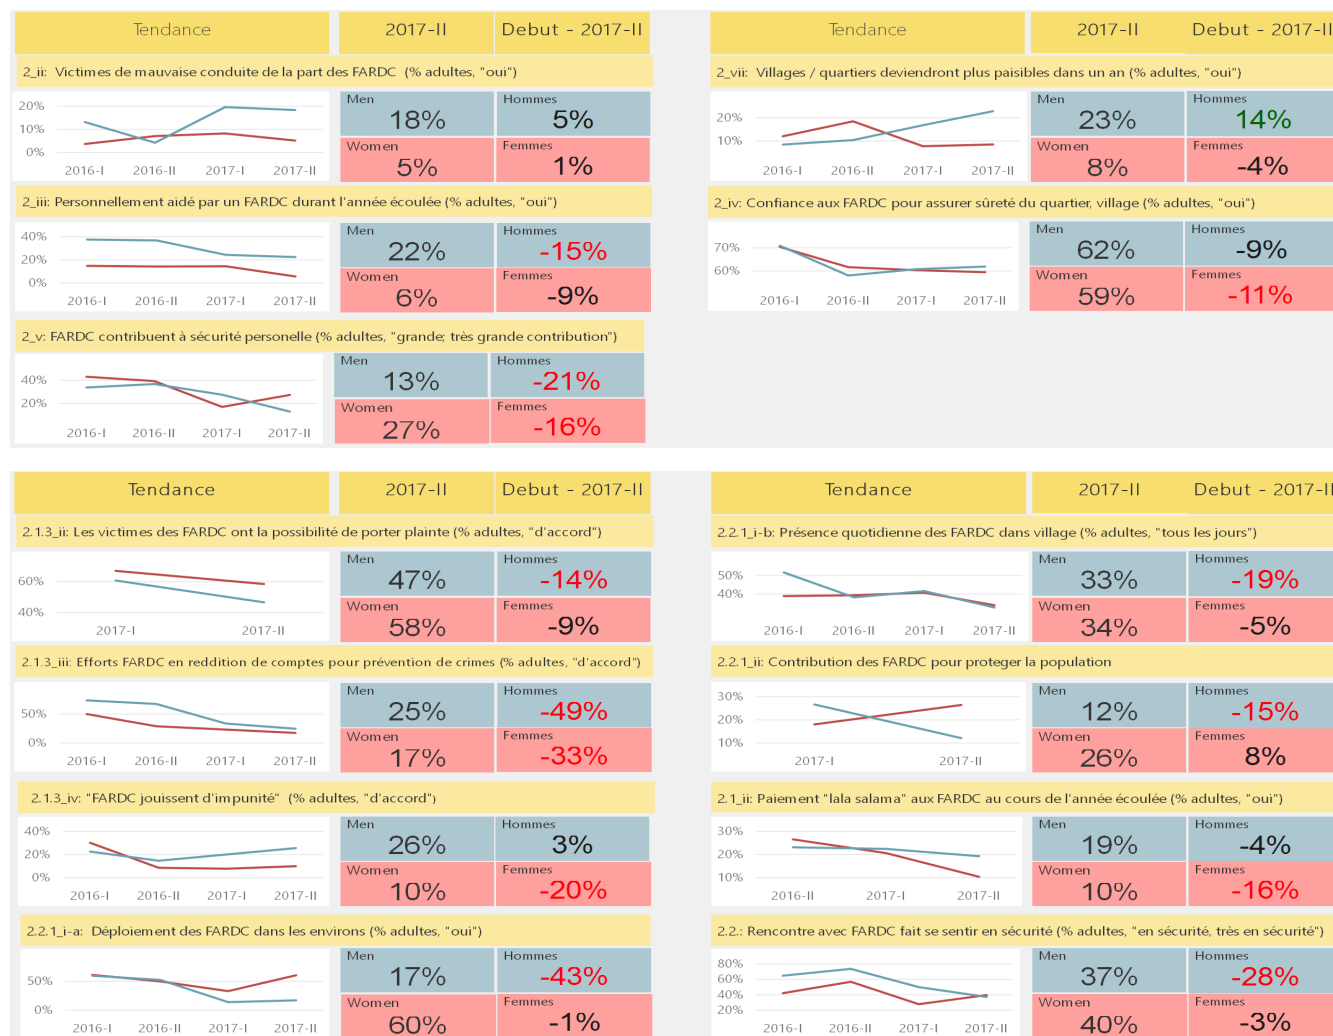 Tendance
2017-II
Debut - 2017-II
2_ii: Victimes de mauvaise conduite de la part des FARDC (% adultes, "oui")
20%
10%
0%
2016-I 2016-II 2017-I 2017-II
Men
18%
Hommes
5%
Women
5%
Femmes
1%
2_iii: Personnellement aidé par un FARDC durant l'année écoulée (% adultes, "oui")
40%
20%
0%
2016-I 2016-II 2017-I 2017-II
Men
22%
Hommes
-15%
Women
6%
Femmes
-9%
2_v: FARDC contribuent à sécurité personelle (% adultes, "grande; très grande contribution")
40%
20%
2016-I 2016-II 2017-I 2017-II
Men
13%
Hommes
-21%
Women
27%
Femmes
-16%
Tendance
2017-II
Debut - 2017-II
2_vii: Villages / quartiers deviendront plus paisibles dans un an (% adultes, "oui")
20%
10%
2016-I 2016-II 2017-I 2017-II
Men
23%
Hommes
14%
Women
8%
Femmes
-4%
2_iv: Confiance aux FARDC pour assurer sûreté du quartier, village (% adultes, "oui")
70%
60%
2016-I 2016-II 2017-I 2017-II
Men
62%
Hommes
-9%
Women
59%
Femmes
-11%
Tendance
2017-II
Debut - 2017-II
2.1.3_ii: Les victimes des FARDC ont la possibilité de porter plainte (% adultes, "d'accord")
60%
40%
2017-I 2017-II
Men
47%
Hommes
-14%
Women
58%
Femmes
-9%
2.1.3_iii: Efforts FARDC en reddition de comptes pour prévention de crimes (% adultes, "d'accord")
50%
0%
2016-I 2016-II 2017-I 2017-II
Men
25%
Hommes
-49%
Women
17%
Femmes
-33%
2.1.3_iv: "FARDC jouissent d'impunité" (% adultes, "d'accord")
40%
20%
0%
2016-I 2016-II 2017-I 2017-II
Men
26%
Hommes
3%
Women
10%
Femmes
-20%
2.2.1_i-a: Déploiement des FARDC dans les environs (% adultes, "oui")
50%
0%
2016-I 2016-II 2017-I 2017-II
Men
17%
Hommes
-43%
Women
60%
Femmes
-1%
Tendance
2017-II
Debut - 2017-II
2.2.1_i-b: Présence quotidienne des FARDC dans village (% adultes, "tous les jours")
50%
40%
2016-I 2016-II 2017-I 2017-II
Men
33%
Hommes
-19%
Women
34%
Femmes
-5%
2.2.1_ii: Contribution des FARDC pour proteger la population
30%
20%
10%
2017-I 2017-II
Men
12%
Hommes
-15%
Women
26%
Femmes
8%
2.1_ii: Paiement "lala salama" aux FARDC au cours de l'année écoulée (% adultes, "oui")
30%
20%
10%
2016-II 2017-I 2017-II
Men
19%
Hommes
-4%
Women
10%
Femmes
-16%
2.2.: Rencontre avec FARDC fait se sentir en sécurité (% adultes, "en sécurité, très en sécurité")
80%
60%
40%
20%
2016-I 2016-II 2017-I 2017-II
Men
37%
Hommes
-28%
Women
40%
Femmes
-3%